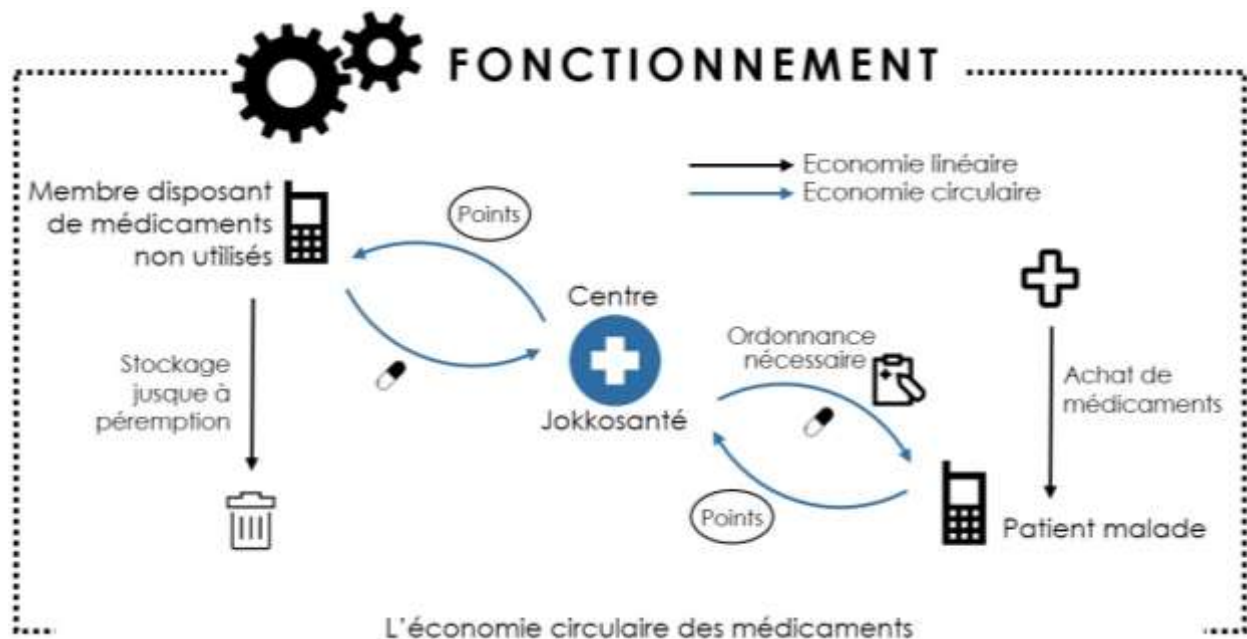 FONCTIONNEMENT
Economie linéaire
Economie circulaire
Membre disposant
de médicaments
non utilisés
Points
Centre
Jokkosanté
Ordonnance
nécessaire
Stockage
jusque à
péremption
Achat de
médicaments
Points
Patient malade
L'économie circulaire des médicaments